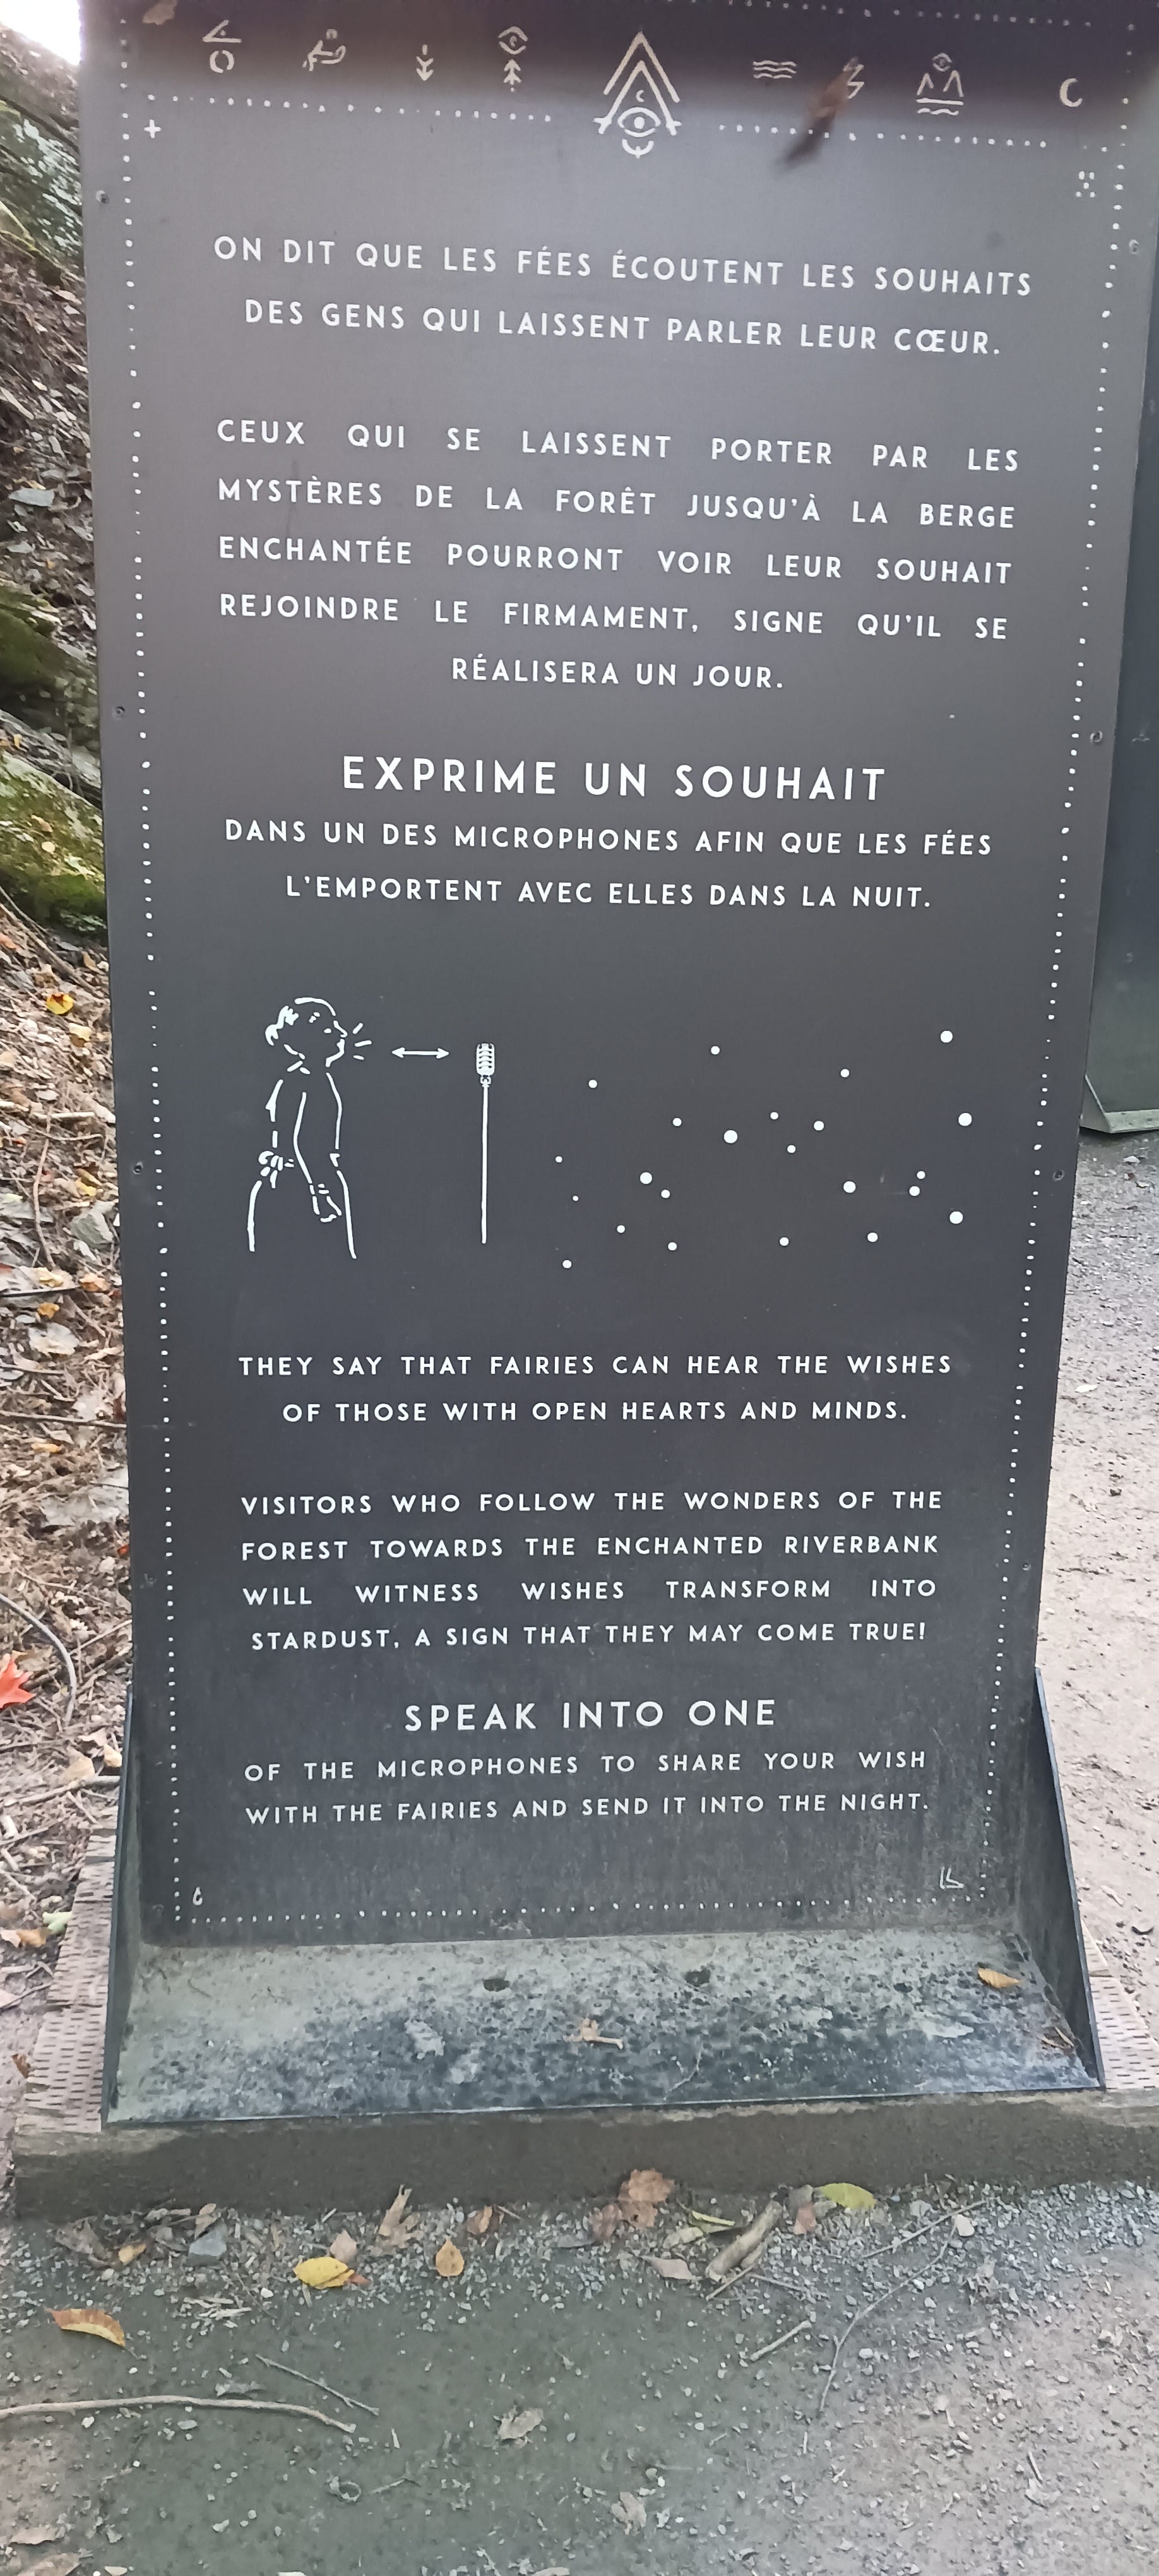 ON DIT QUE LES FÉES ÉCOUTENT LES SOUHAITS
DES GENS QUI LAISSENT PARLER LEUR CŒUR.
CEUX QUI SE LAISSENT PORTER PAR LES
MYSTÈRES DE LA FORÊT JUSQU'À LA BERGE
ENCHANTÉE POURRONT VOIR LEUR SOUHAIT
REJOINDRE LE FIRMAMENT, SIGNE QU'IL SE
RÉALISERA UN JOUR.
EXPRIME UN SOUHAIT
DANS UN DES MICROPHONES AFIN QUE LES FÉES
L'EMPORTENT AVEC ELLES DANS LA NUIT.
THEY SAY THAT FAIRIES CAN HEAR THE WISHES
OF THOSE WITH OPEN HEARTS AND MINDS.
VISITORS WHO FOLLOW THE WONDERS OF THE
FOREST TOWARDS THE ENCHANTED RIVERBANK
WILL WITNESS WISHES TRANSFORM INTO
STARDUST, A SIGN THAT THEY MAY COME TRUE!
SPEAK INTO ONE
OF THE MICROPHONES TO SHARE YOUR WISH
WITH THE FAIRIES AND SEND IT INTO THE NIGHT.